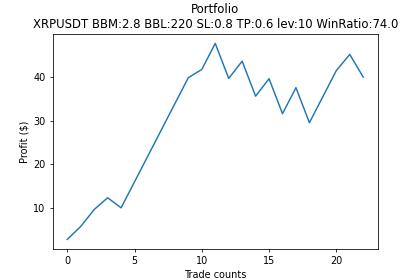 Portfolio
XRPUSDT BBM:2.8 BBL:220 SL:0.8 TP:0.6 lev:10 WinRatio:74.0
40
30
20
10
Profit ($)
0 5 10 15 20
Trade counts